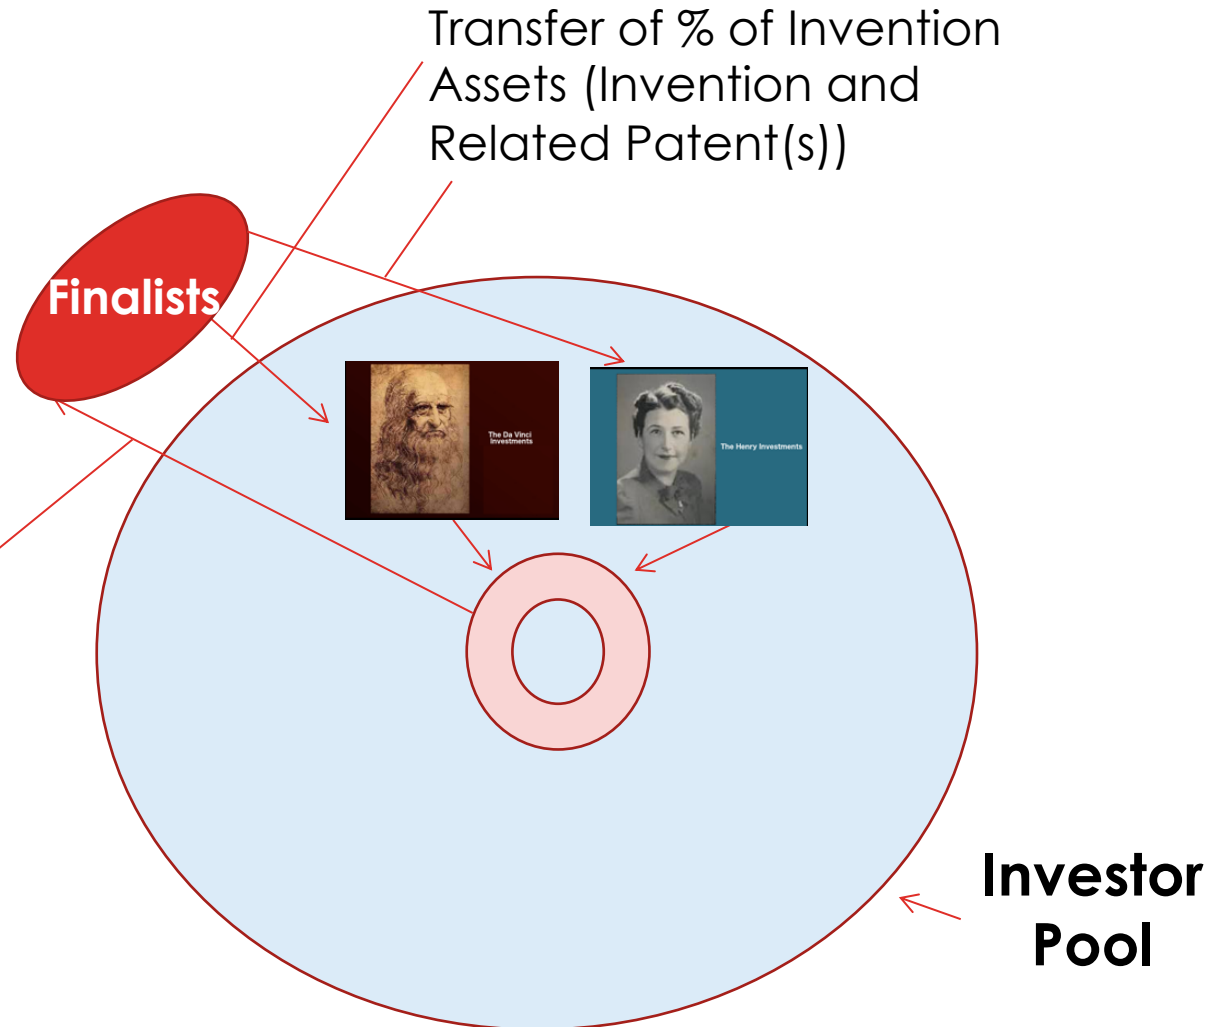 Transfer of % of Invention
Assets (Invention and
Related Patent(s))
Finalists
The Da Vinci
Investments
The Henry Investments
Investor
Pool